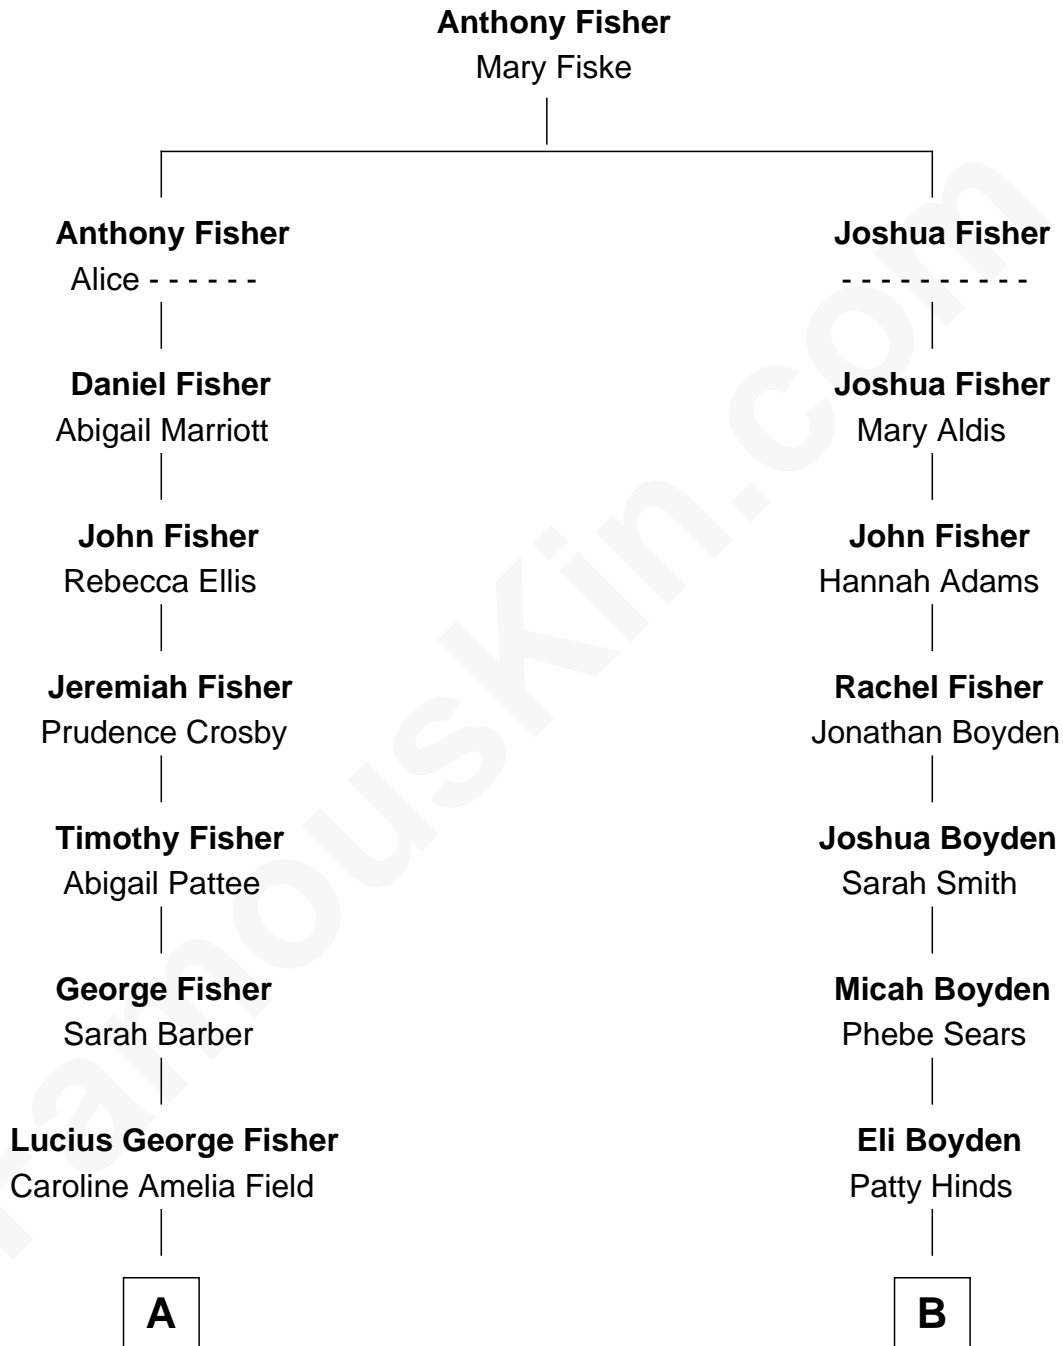 Anthony Fisher
Mary Fiske
Anthony Fisher
Alice - - - - - -
Joshua Fisher
- - - - - - - - - -
Daniel Fisher
Abigail Marriott
Joshua Fisher
Mary Aldis
John Fisher
Rebecca Ellis
John Fisher
Hannah Adams
Jeremiah Fisher
Prudence Crosby
Rachel Fisher
Jonathan Boyden
Timothy Fisher
Abigail Pattee
Joshua Boyden
Sarah Smith
George Fisher
Sarah Barber
Micah Boyden
Phebe Sears
Lucius George Fisher
Caroline Amelia Field
Eli Boyden
Patty Hinds
A
B
FamousKin.com